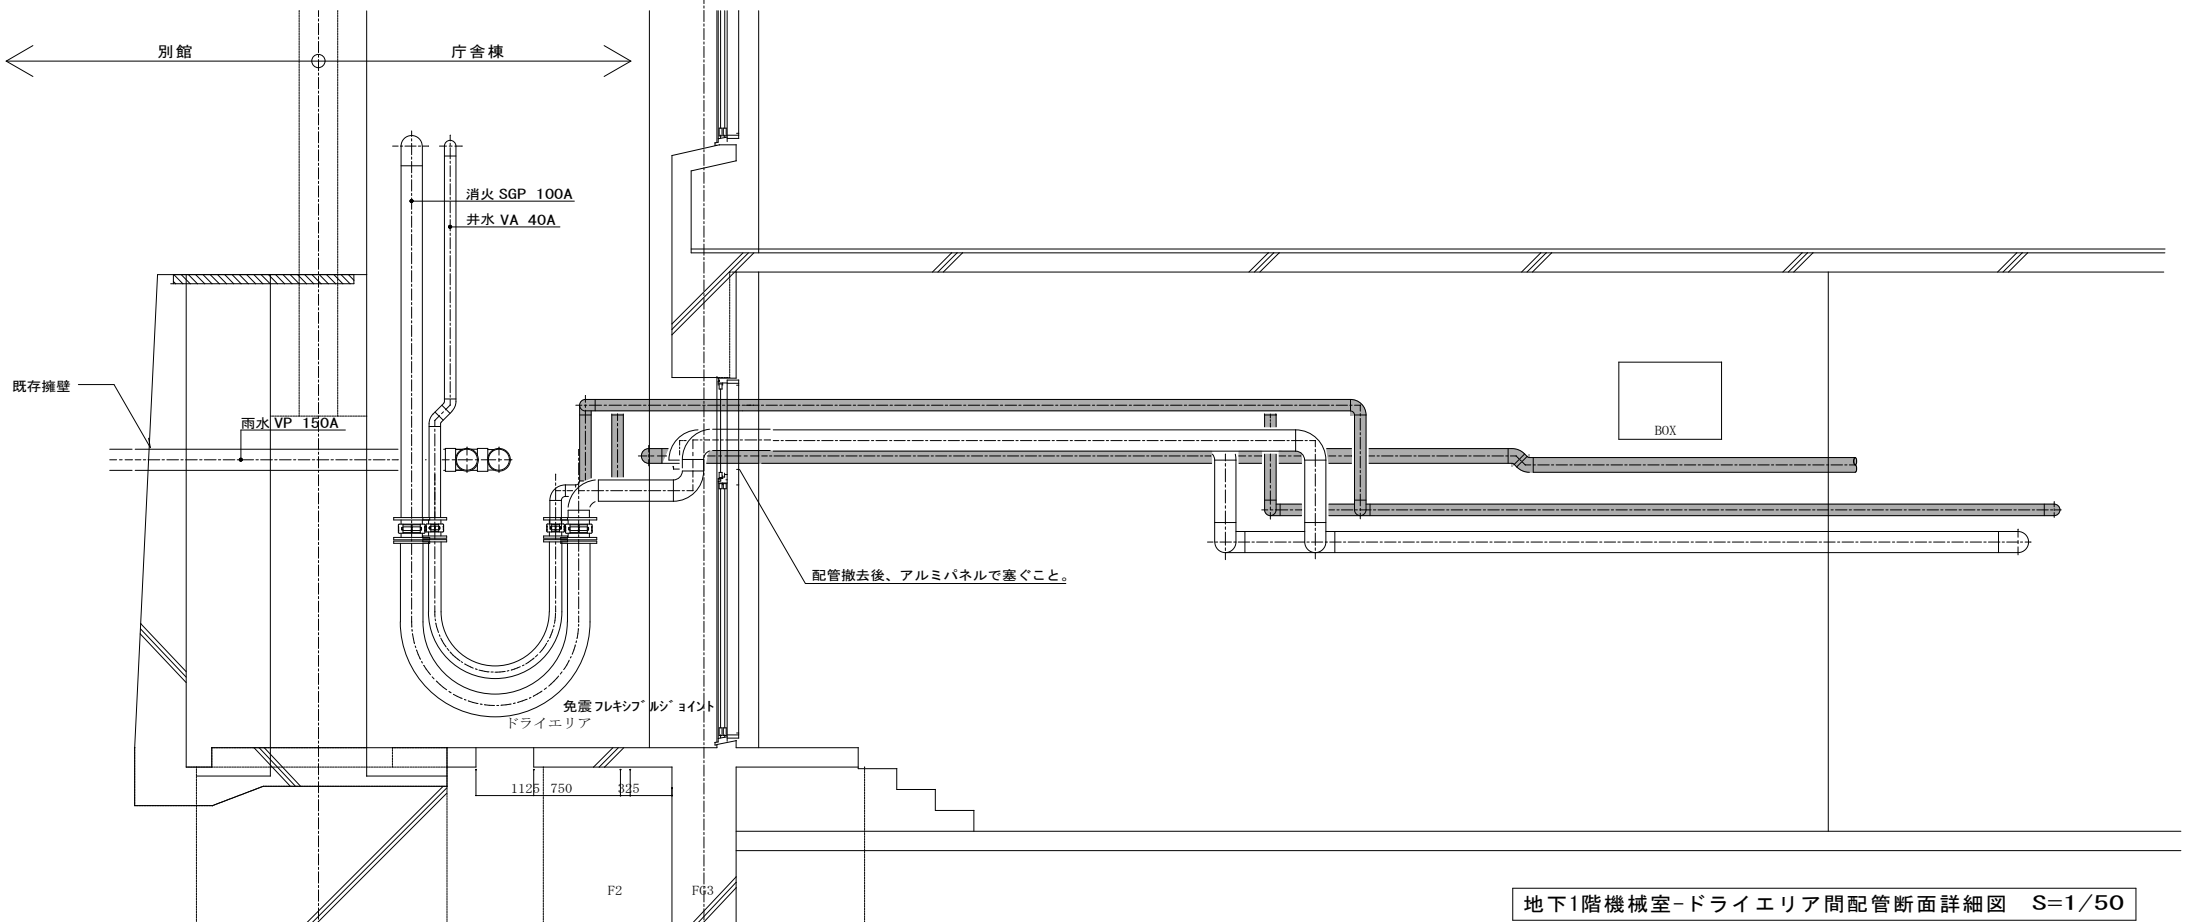 別館
庁舎棟
消火 SGP 100A
井水 VA 40A
既存擁壁
雨水 VP 150A
BOX
配管撤去後、アルミパネルで塞ぐこと。
免震 フレキシブルジョイント
ドライエリア
1125 750 325
F2 FG3
地下1階機械室-ドライエリア間配管断面詳細図 S=1/50